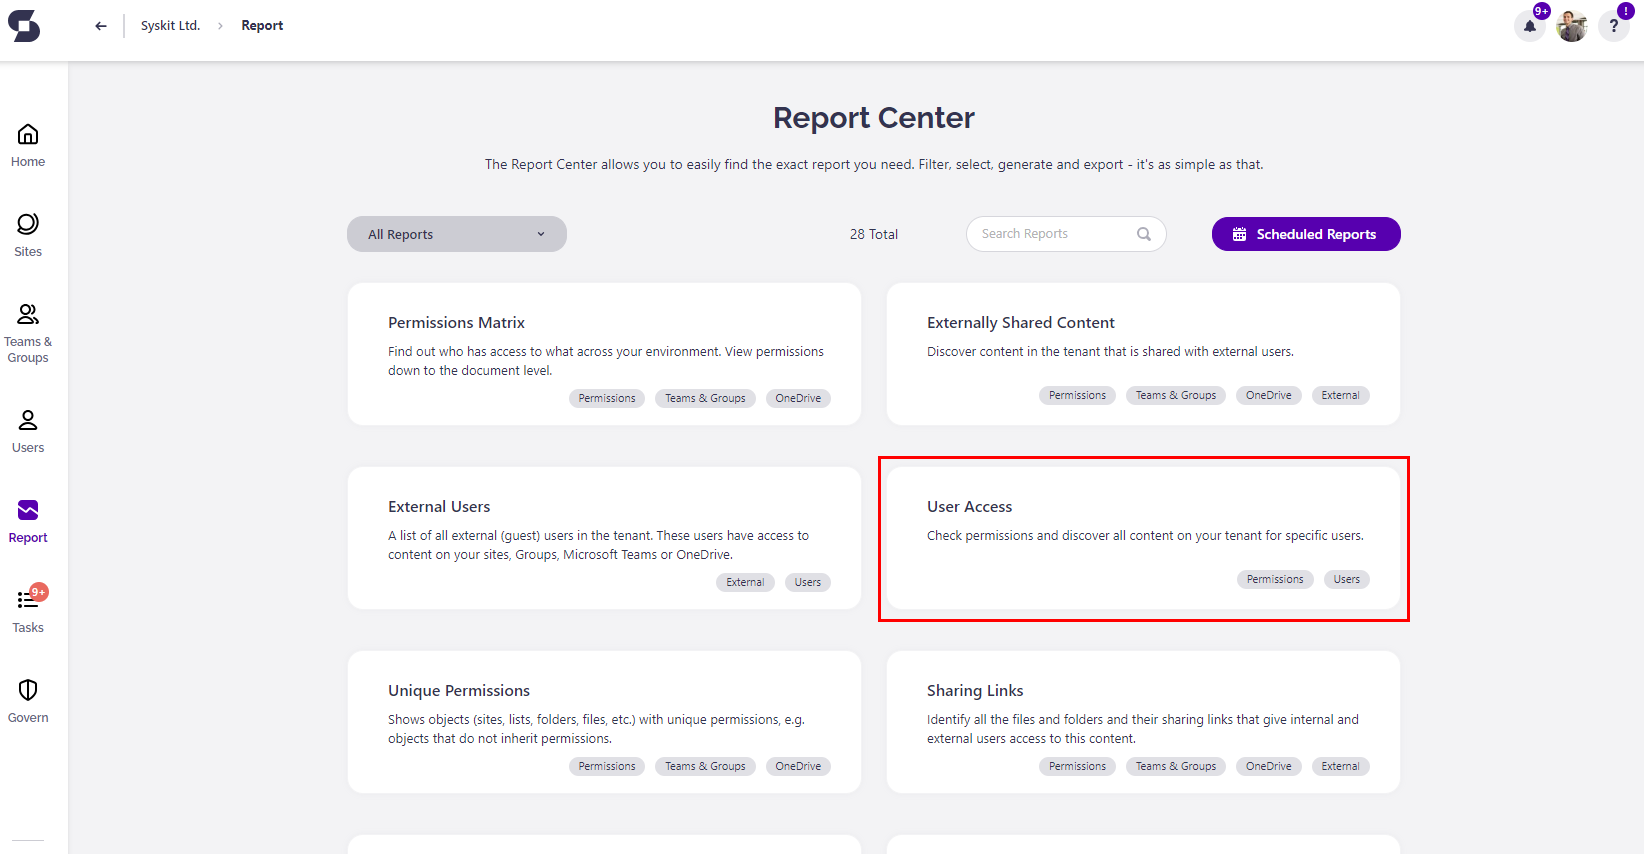 Syskit Ltd.
Report
9+
!
?
Home
Sites
Teams &
Groups
Users
Report
9+
Tasks
Govern
Report Center
The Report Center allows you to easily find the exact report you need. Filter, select, generate and export - it's as simple as that.
All Reports
28 Total
Search Reports
Scheduled Reports
Permissions Matrix
Find out who has access to what across your environment. View permissions
down to the document level.
Permissions
Teams & Groups
OneDrive
Externally Shared Content
Discover content in the tenant that is shared with external users.
Permissions
Teams & Groups
OneDrive
External
External Users
A list of all external (guest) users in the tenant. These users have access to
content on your sites, Groups, Microsoft Teams or OneDrive.
External
Users
User Access
Check permissions and discover all content on your tenant for specific users.
Permissions
Users
Unique Permissions
Shows objects (sites, lists, folders, files, etc.) with unique permissions, e.g.
objects that do not inherit permissions.
Permissions
Teams & Groups
OneDrive
Sharing Links
Identify all the files and folders and their sharing links that give internal and
external users access to this content.
Permissions
Teams & Groups
OneDrive
External